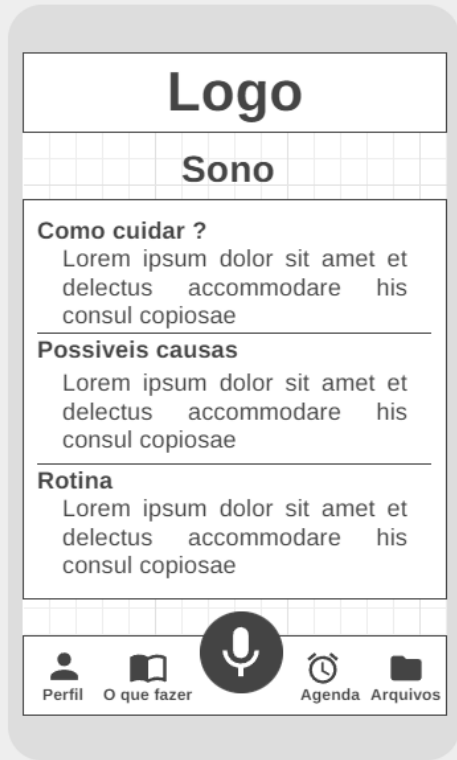 Logo
Sono
Como cuidar ?
Lorem ipsum dolor sit amet et
delectus accommodare his
consul copiosae
Possiveis causas
Lorem ipsum dolor sit amet et
delectus accommodare his
consul copiosae
Rotina
Lorem ipsum dolor sit amet et
delectus accommodare his
consul copiosae
Perfil O que fazer Agenda Arquivos